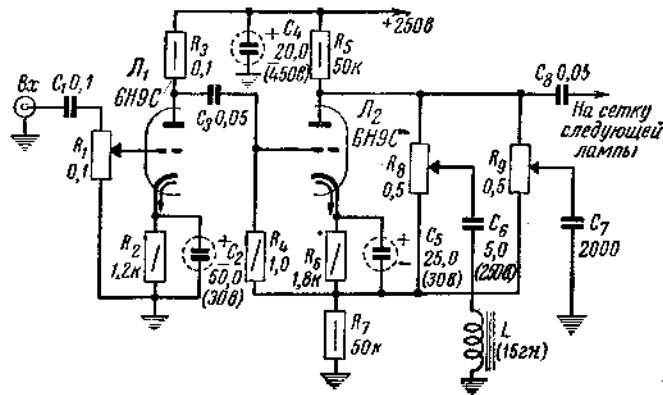 +250в
Вх
C₁ 0,1
R₁
0,1
Л₁
6Н9С
R₃
0,1
C₄
20,0
(450в)
R₅
50к
C₃ 0,05
Л₂
6Н9С
C₈ 0,05
На сетку
следующей
лампы
R₈
0,5
R₉
0,5
R₂
1,2к
C₂
50,0
(30в)
R₄
1,0
R₆
1,8к
C₅
25,0
(30в)
C₆
5,0
(250в)
C₇
2000
R₇
50к
L
(15гн)